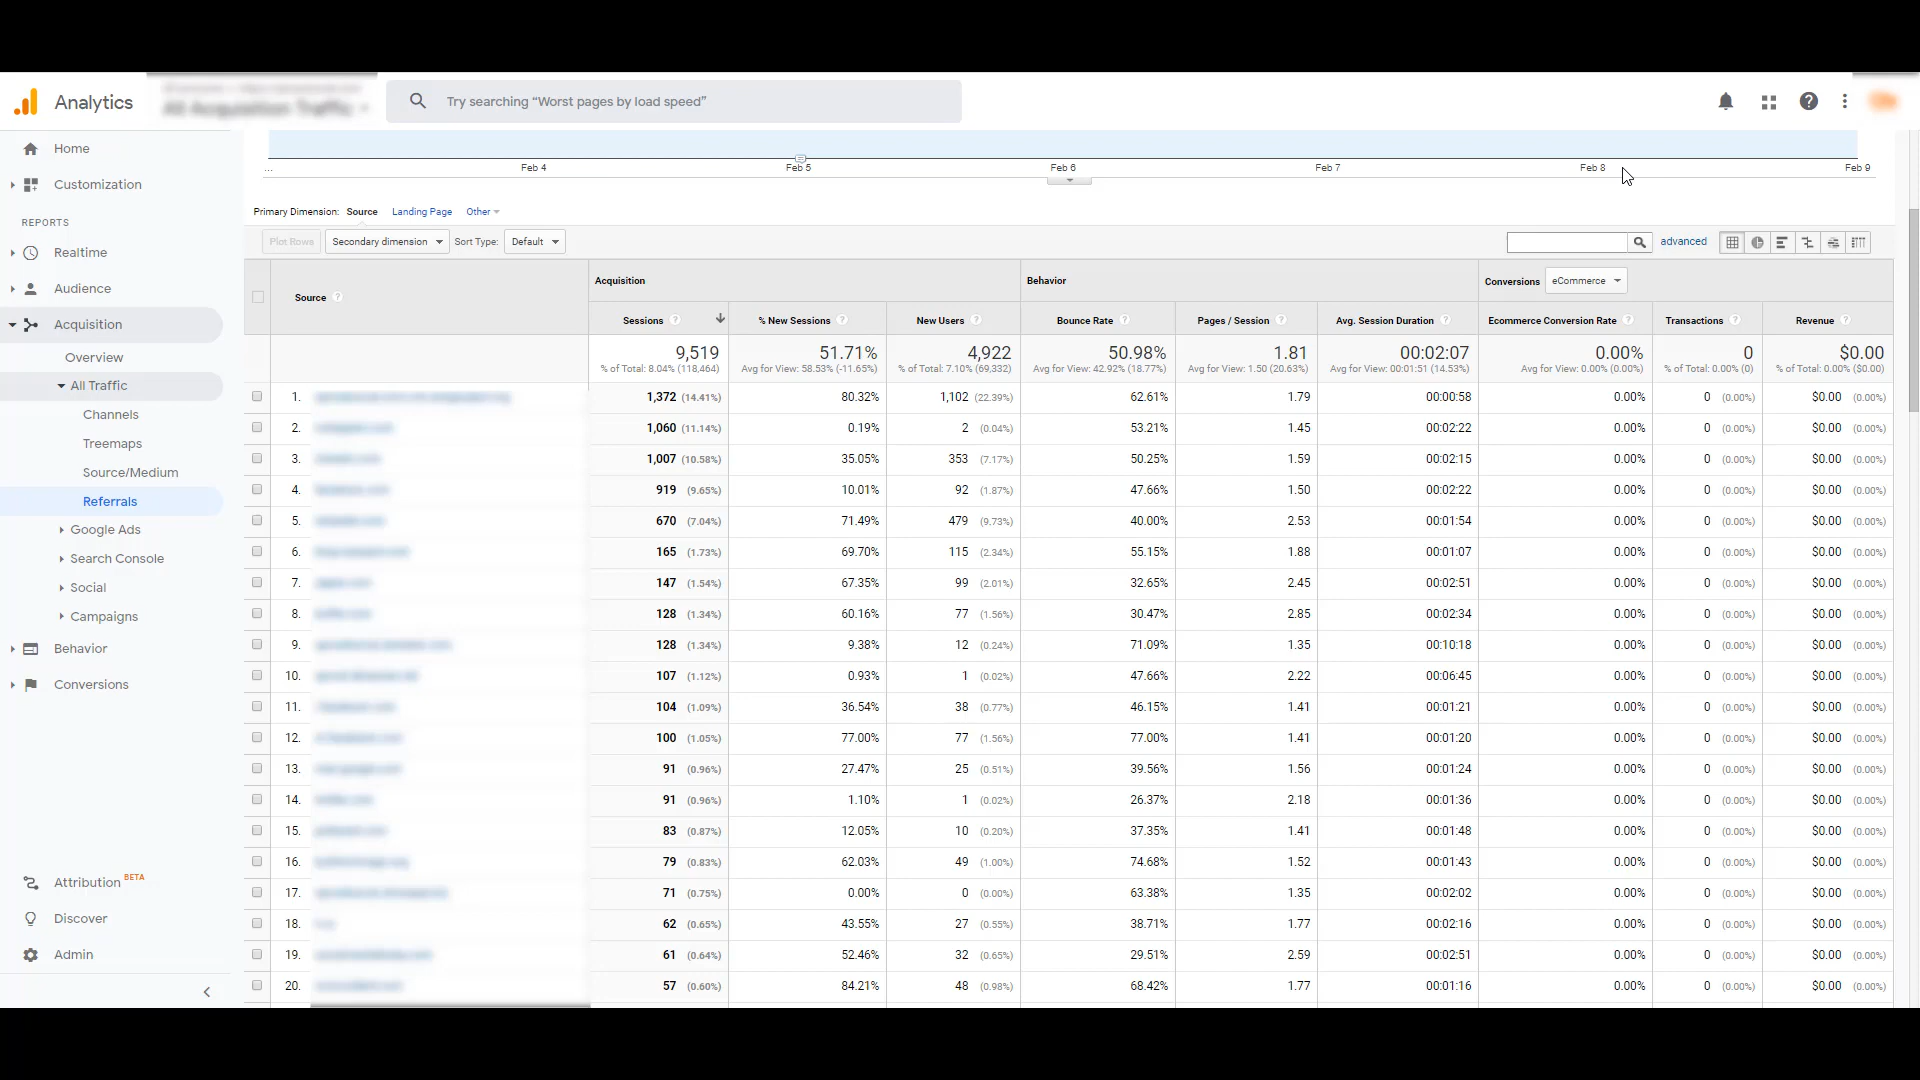 Analytics
Try searching “Worst pages by load speed”
Home
Customization
REPORTS
Realtime
Audience
Acquisition
Overview
All Traffic
Channels
Treemaps
Source/Medium
Referrals
Google Ads
Search Console
Social
Campaigns
Behavior
Conversions
Attribution BETA
Discover
Admin
... Feb 4 Feb 5 Feb 6 Feb 7 Feb 8 Feb 9
Primary Dimension: Source Landing Page Other
Plot Rows Secondary dimension Sort Type: Default advanced
Source Acquisition Behavior Conversions eCommerce
Sessions % New Sessions New Users Bounce Rate Pages / Session Avg. Session Duration Ecommerce Conversion Rate Transactions Revenue
9,519 51.71% 4,922 50.98% 1.81 00:02:07 0.00% 0 $0.00
% of Total: 8.04% (118,464) Avg for View: 58.53% (-11.65%) % of Total: 7.10% (69,332) Avg for View: 42.92% (18.77%) Avg for View: 1.50 (20.63%) Avg for View: 00:01:51 (14.53%) Avg for View: 0.00% (0.00%) % of Total: 0.00% (0) % of Total: 0.00% ($0.00)
1. 1,372 (14.41%) 80.32% 1,102 (22.39%) 62.61% 1.79 00:00:58 0.00% 0 (0.00%) $0.00 (0.00%)
2. 1,060 (11.14%) 0.19% 2 (0.04%) 53.21% 1.45 00:02:22 0.00% 0 (0.00%) $0.00 (0.00%)
3. 1,007 (10.58%) 35.05% 353 (7.17%) 50.25% 1.59 00:02:15 0.00% 0 (0.00%) $0.00 (0.00%)
4. 919 (9.65%) 10.01% 92 (1.87%) 47.66% 1.50 00:02:22 0.00% 0 (0.00%) $0.00 (0.00%)
5. 670 (7.04%) 71.49% 479 (9.73%) 40.00% 2.53 00:01:54 0.00% 0 (0.00%) $0.00 (0.00%)
6. 165 (1.73%) 69.70% 115 (2.34%) 55.15% 1.88 00:01:07 0.00% 0 (0.00%) $0.00 (0.00%)
7. 147 (1.54%) 67.35% 99 (2.01%) 32.65% 2.45 00:02:51 0.00% 0 (0.00%) $0.00 (0.00%)
8. 128 (1.34%) 60.16% 77 (1.56%) 30.47% 2.85 00:02:34 0.00% 0 (0.00%) $0.00 (0.00%)
9. 128 (1.34%) 9.38% 12 (0.24%) 71.09% 1.35 00:10:18 0.00% 0 (0.00%) $0.00 (0.00%)
10. 107 (1.12%) 0.93% 1 (0.02%) 47.66% 2.22 00:06:45 0.00% 0 (0.00%) $0.00 (0.00%)
11. 104 (1.09%) 36.54% 38 (0.77%) 46.15% 1.41 00:01:21 0.00% 0 (0.00%) $0.00 (0.00%)
12. 100 (1.05%) 77.00% 77 (1.56%) 77.00% 1.41 00:01:20 0.00% 0 (0.00%) $0.00 (0.00%)
13. 91 (0.96%) 27.47% 25 (0.51%) 39.56% 1.56 00:01:24 0.00% 0 (0.00%) $0.00 (0.00%)
14. 91 (0.96%) 1.10% 1 (0.02%) 26.37% 2.18 00:01:36 0.00% 0 (0.00%) $0.00 (0.00%)
15. 83 (0.87%) 12.05% 10 (0.20%) 37.35% 1.41 00:01:48 0.00% 0 (0.00%) $0.00 (0.00%)
16. 79 (0.83%) 62.03% 49 (1.00%) 74.68% 1.52 00:01:43 0.00% 0 (0.00%) $0.00 (0.00%)
17. 71 (0.75%) 0.00% 0 (0.00%) 63.38% 1.35 00:02:02 0.00% 0 (0.00%) $0.00 (0.00%)
18. 62 (0.65%) 43.55% 27 (0.55%) 38.71% 1.77 00:02:16 0.00% 0 (0.00%) $0.00 (0.00%)
19. 61 (0.64%) 52.46% 32 (0.65%) 29.51% 2.59 00:02:51 0.00% 0 (0.00%) $0.00 (0.00%)
20. 57 (0.60%) 84.21% 48 (0.98%) 68.42% 1.77 00:01:16 0.00% 0 (0.00%) $0.00 (0.00%)